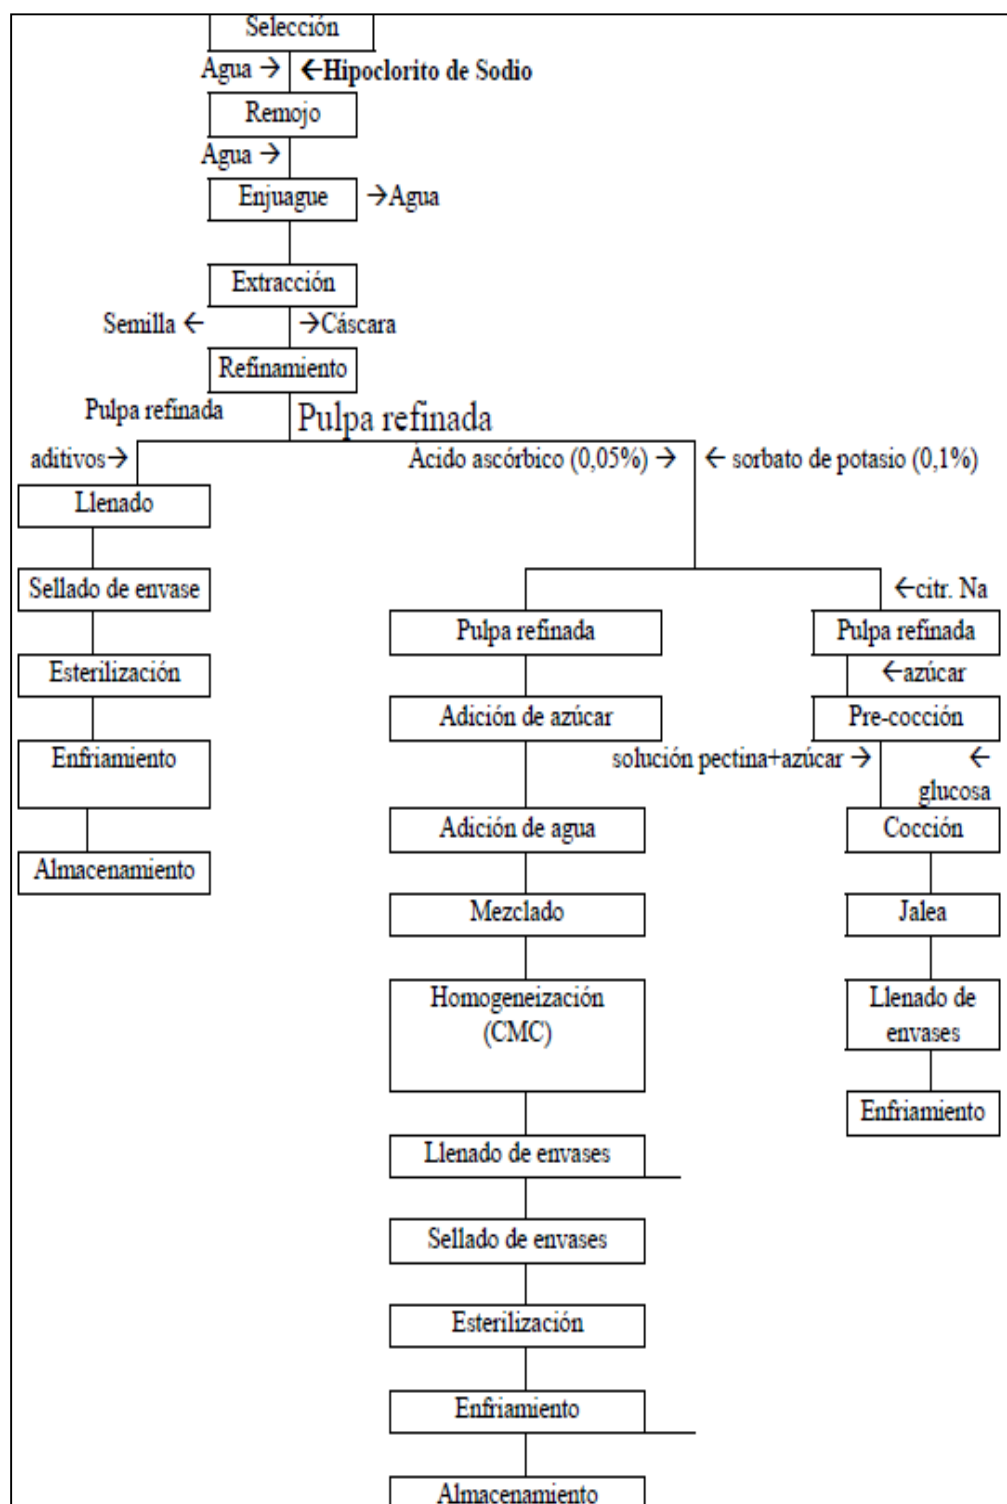 Selección
Agua → ←Hipoclorito de Sodio
Remojo
Agua →
Enjuague →Agua
Extracción
Semilla ← →Cáscara
Refinamiento
Pulpa refinada Pulpa refinada
aditivos→ Ácido ascórbico (0,05%) → ← sorbato de potasio (0,1%)
Llenado
Sellado de envase ←citr. Na
Pulpa refinada Pulpa refinada
Esterilización ←azúcar
Adición de azúcar Pre-cocción
Enfriamiento solución pectina+azúcar → ←
glucosa
Adición de agua Cocción
Almacenamiento
Mezclado Jalea
Homogeneización Llenado de
(CMC) envases
Enfriamiento
Llenado de envases
Sellado de envases
Esterilización
Enfriamiento
Almacenamiento